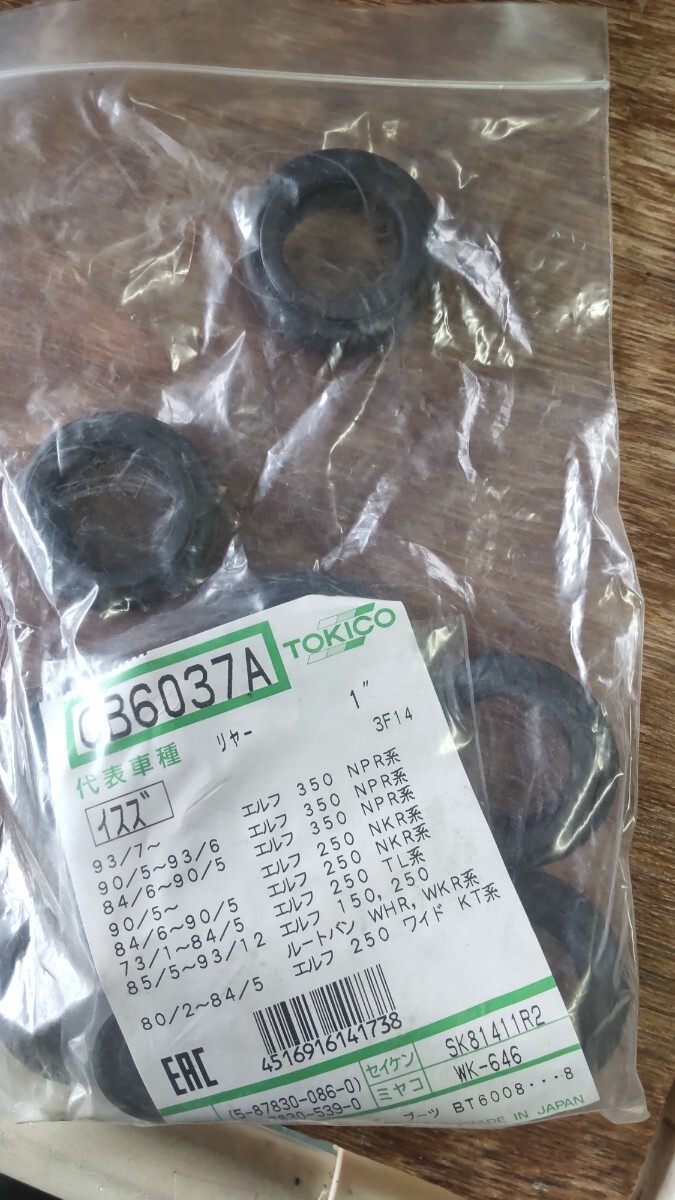 TOKICO
CB6037A
代表車種 リヤー 1" 3F14
イスズ
93/7~ エルフ 350 NPR系
90/5~93/6 エルフ 350 NPR系
84/6~90/5 エルフ 350 NPR系
90/5~ エルフ 250 NKR系
84/6~90/5 エルフ 250 NKR系
73/1~84/5 エルフ 250 TL系
85/5~93/12 エルフ 150, 250
ルートバン WHR, WKR系
80/2~84/5 エルフ 250 ワイド KT系
4516916141738
EAC
セイケン SK81411R2
ミヤコ WK-646
(5-87830-086-0)
7830-539-0
ブーツ BT6008・・・8
MADE IN JAPAN